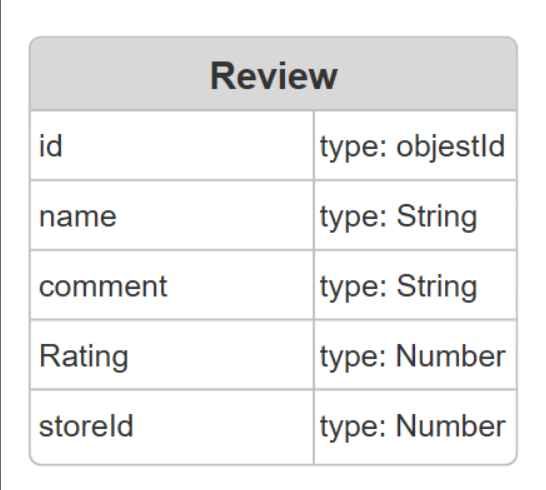 Review
id type: objestId
name type: String
comment type: String
Rating type: Number
storeId type: Number